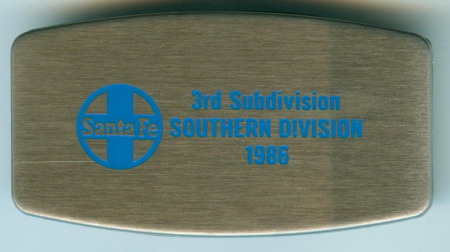 Santa Fe
3rd Subdivision
SOUTHERN DIVISION
1986